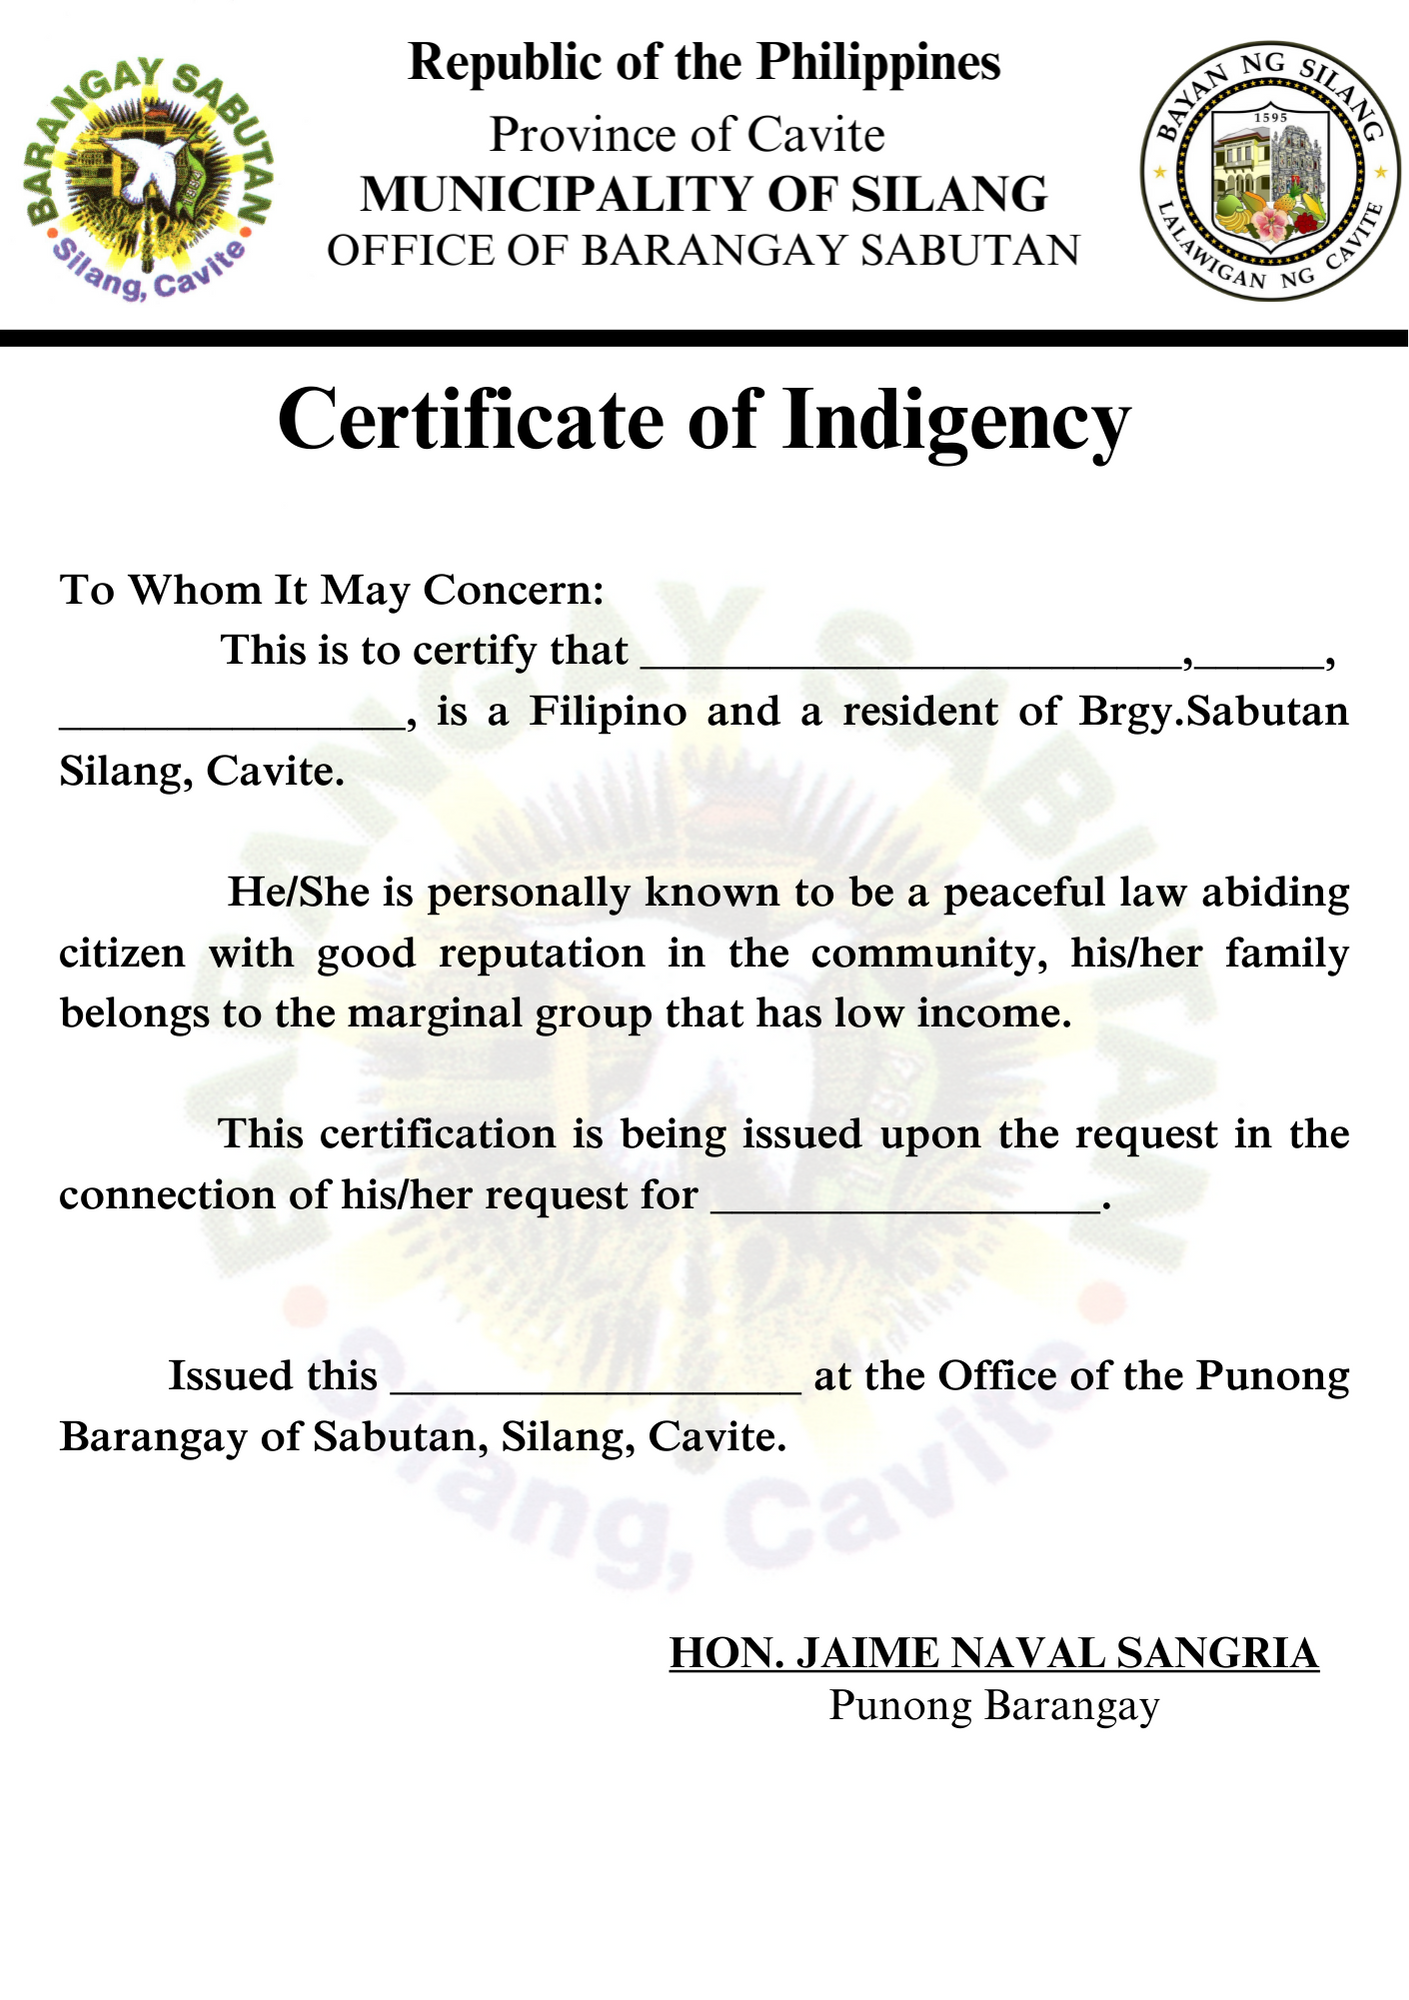 BARANGAY SABUTAN
Silang, Cavite
Republic of the Philippines
Province of Cavite
MUNICIPALITY OF SILANG
OFFICE OF BARANGAY SABUTAN
BAYAN NG SILANG
1595
LALAWIGAN NG CAVITE
Certificate of Indigency
To Whom It May Concern:
This is to certify that _________________________,______,
________________, is a Filipino and a resident of Brgy.Sabutan
Silang, Cavite.
He/She is personally known to be a peaceful law abiding
citizen with good reputation in the community, his/her family
belongs to the marginal group that has low income.
This certification is being issued upon the request in the
connection of his/her request for __________________.
Issued this ___________________ at the Office of the Punong
Barangay of Sabutan, Silang, Cavite.
HON. JAIME NAVAL SANGRIA
Punong Barangay
BARANGAY SABUTAN
Silang, Cavite